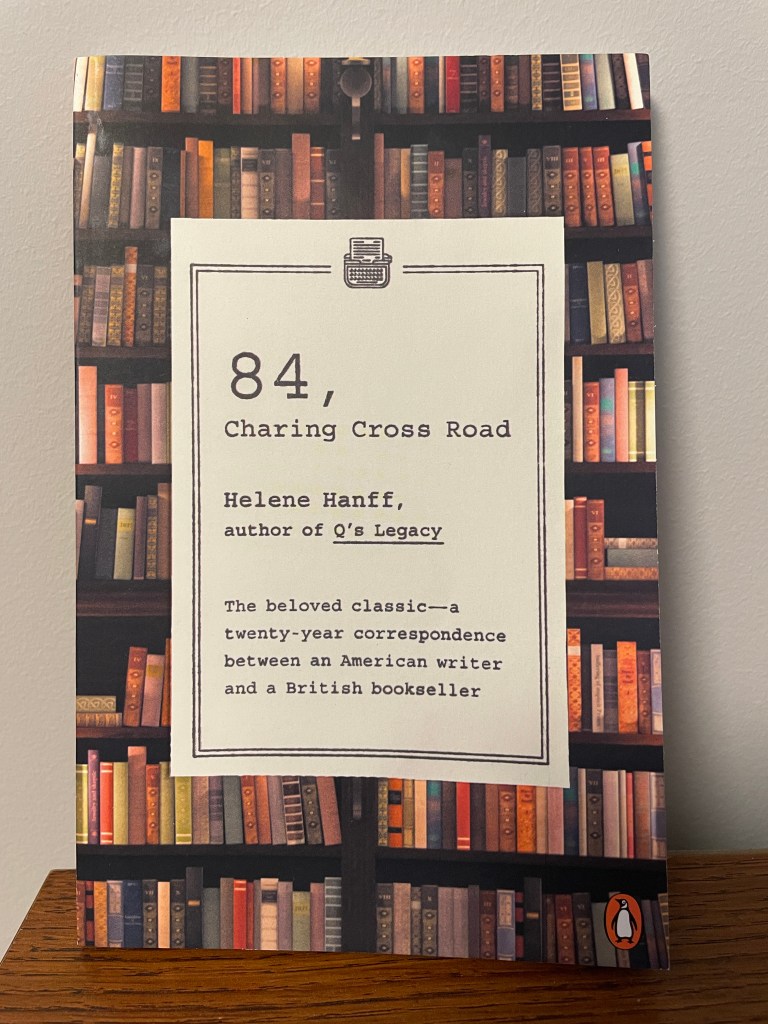 84,
Charing Cross Road
Helene Hanff,
author of Q's Legacy
The beloved classic—a
twenty-year correspondence
between an American writer
and a British bookseller